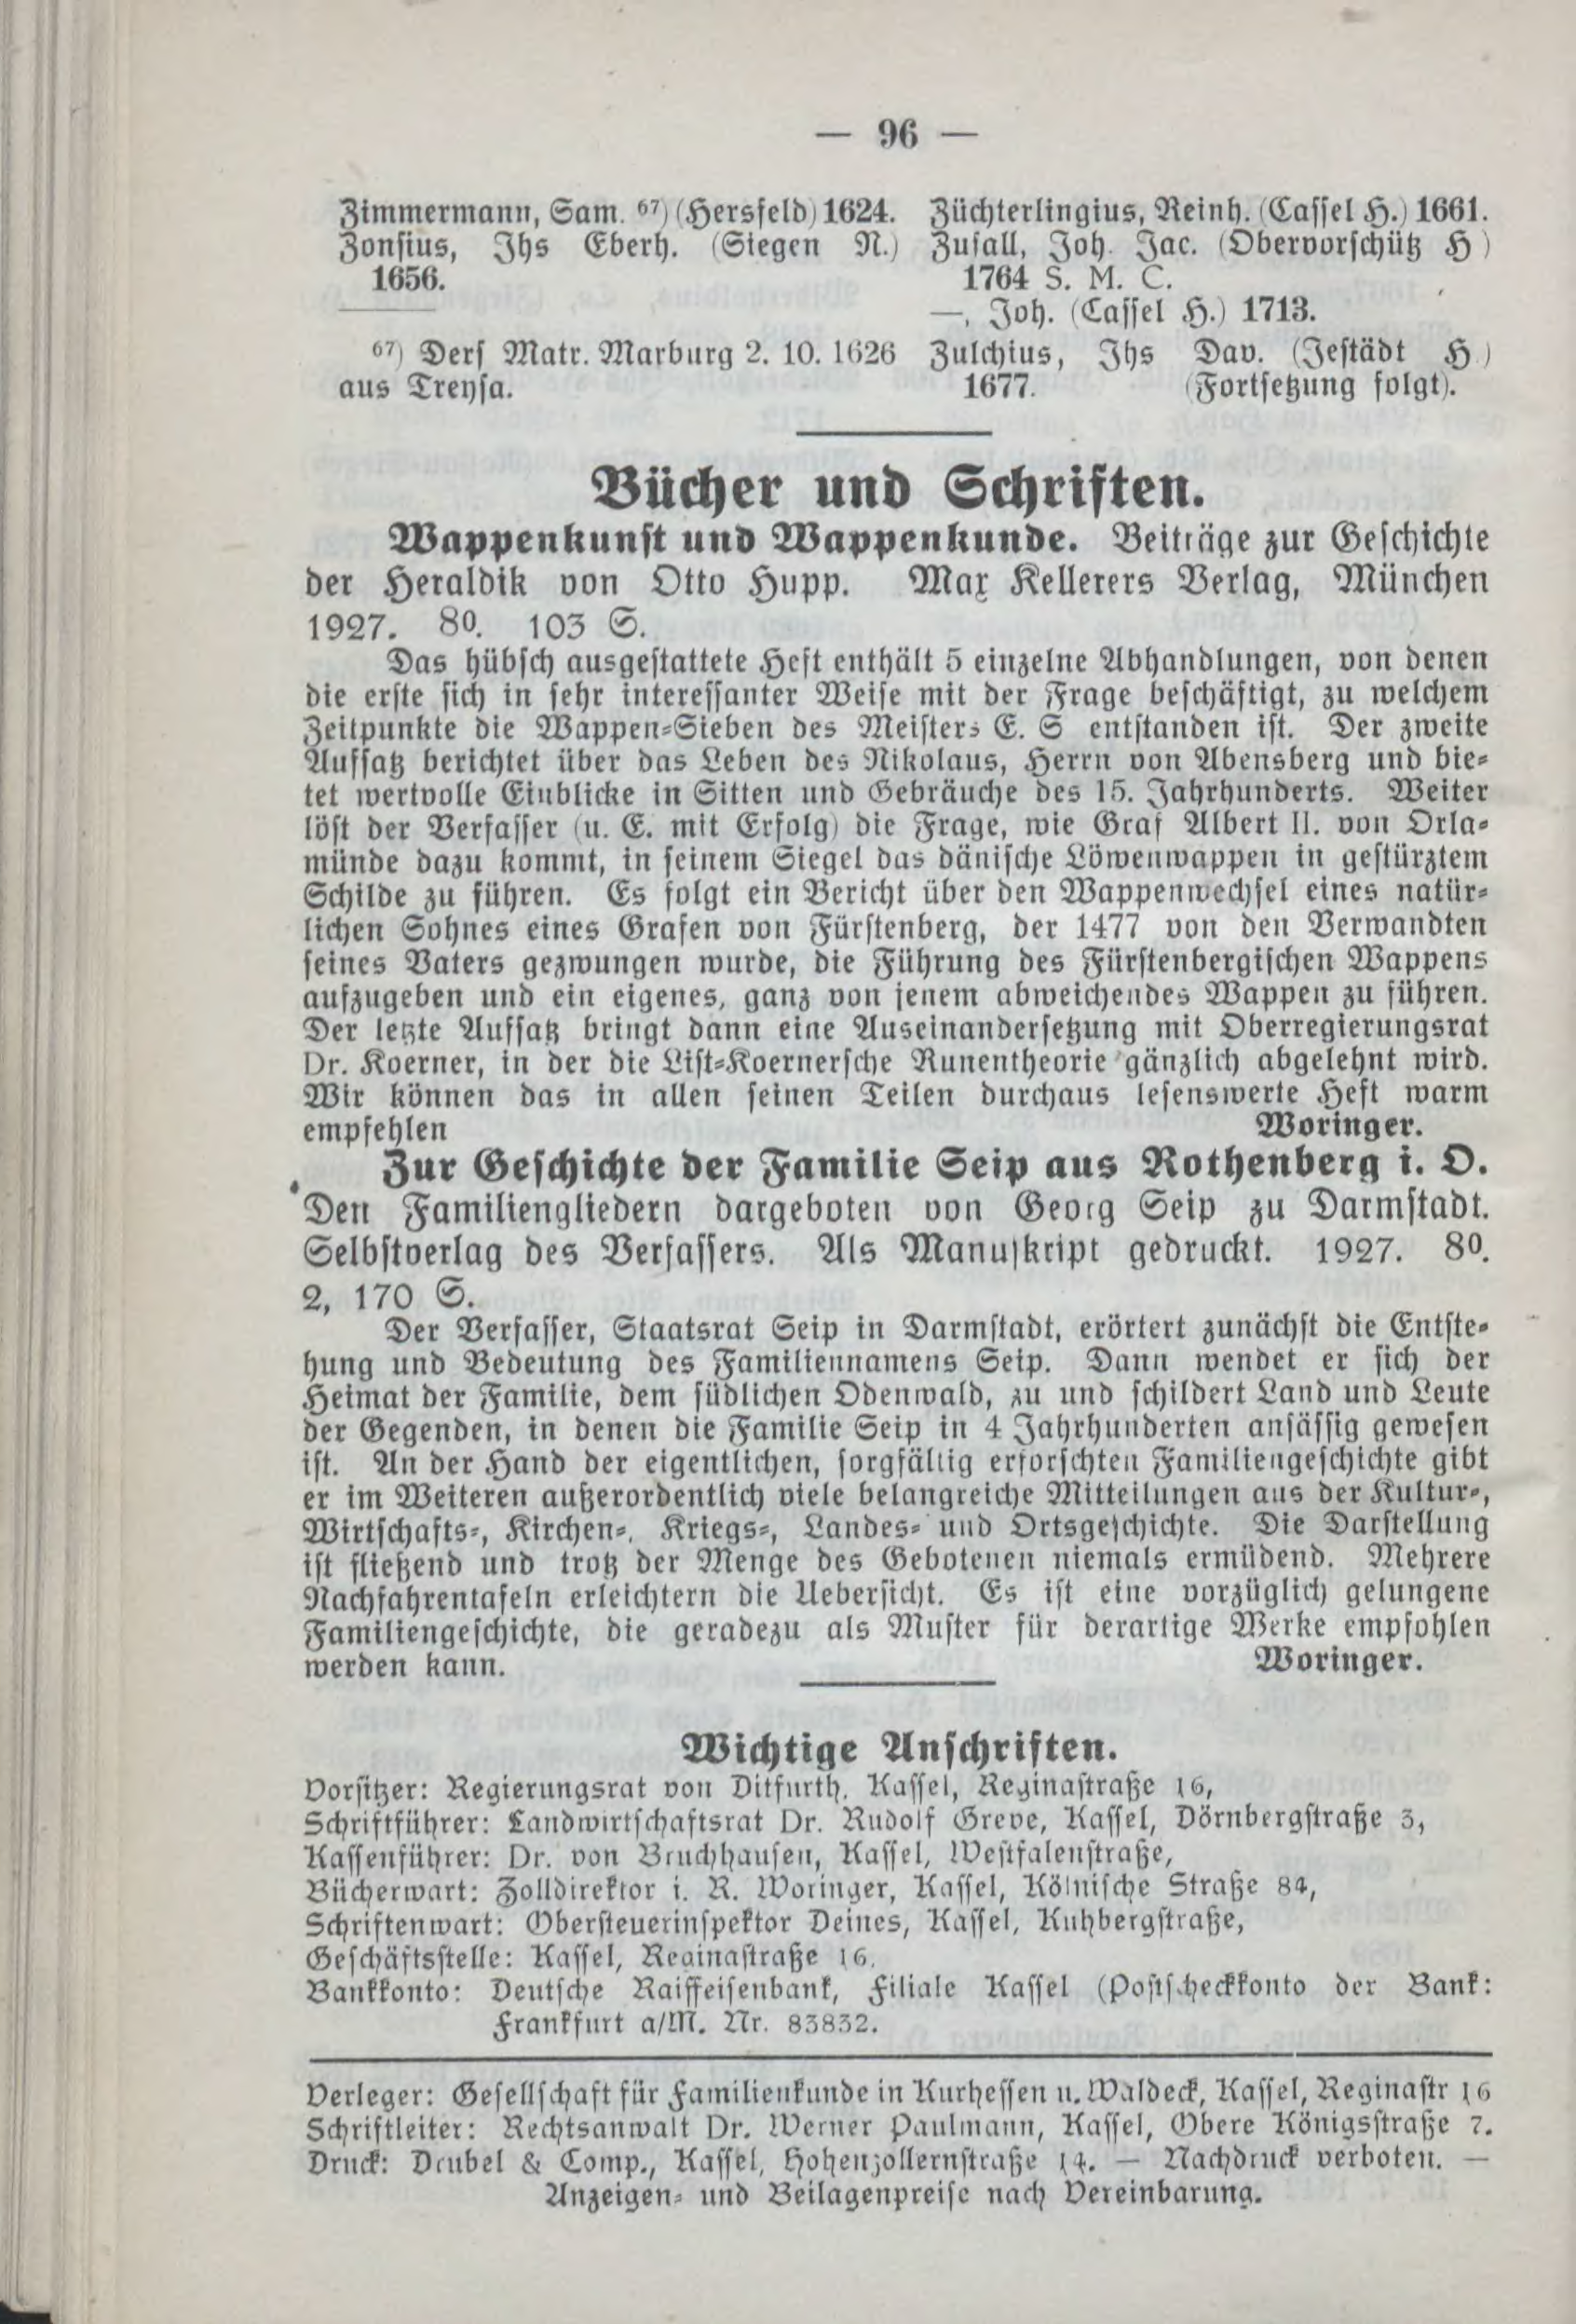 — 96 —
Zimmermann, Sam. ⁶⁷) (Hersfeld) 1624.
Zonsius, Ihs Eberh. (Siegen N.)
1656.
⁶⁷) Ders Matr. Marburg 2. 10. 1626
aus Treysa.
Züchterlingius, Reinh. (Cassel H.) 1661.
Zufall, Joh. Jac. (Obervorschütz H )
1764 S. M. C.
—, Joh. (Cassel H.) 1713.
Zulchius, Ihs Dav. (Jestädt H.)
1677. (Fortsetzung folgt).
Bücher und Schriften.
Wappenkunst und Wappenkunde. Beiträge zur Geschichte
der Heraldik von Otto Hupp. Max Kellerers Verlag, München
1927. 8⁰. 103 S.
Das hübsch ausgestattete Heft enthält 5 einzelne Abhandlungen, von denen
die erste sich in sehr interessanter Weise mit der Frage beschäftigt, zu welchem
Zeitpunkte die Wappen-Sieben des Meisters E. S entstanden ist. Der zweite
Aufsatz berichtet über das Leben des Nikolaus, Herrn von Abensberg und bie-
tet wertvolle Einblicke in Sitten und Gebräuche des 15. Jahrhunderts. Weiter
löst der Verfasser (u. E. mit Erfolg) die Frage, wie Graf Albert II. von Orla-
münde dazu kommt, in seinem Siegel das dänische Löwenwappen in gestürztem
Schilde zu führen. Es folgt ein Bericht über den Wappenwechsel eines natür-
lichen Sohnes eines Grafen von Fürstenberg, der 1477 von den Verwandten
seines Vaters gezwungen wurde, die Führung des Fürstenbergischen Wappens
aufzugeben und ein eigenes, ganz von jenem abweichendes Wappen zu führen.
Der letzte Aufsatz bringt dann eine Auseinandersetzung mit Oberregierungsrat
Dr. Koerner, in der die List-Koernersche Runentheorie gänzlich abgelehnt wird.
Wir können das in allen seinen Teilen durchaus lesenswerte Heft warm
empfehlen Woringer.
Zur Geschichte der Familie Seip aus Rothenberg i. O.
Den Familiengliedern dargeboten von Georg Seip zu Darmstadt.
Selbstverlag des Verfassers. Als Manuskript gedruckt. 1927. 8⁰.
2, 170 S.
Der Verfasser, Staatsrat Seip in Darmstadt, erörtert zunächst die Entste-
hung und Bedeutung des Familiennamens Seip. Dann wendet er sich der
Heimat der Familie, dem südlichen Odenwald, zu und schildert Land und Leute
der Gegenden, in denen die Familie Seip in 4 Jahrhunderten ansässig gewesen
ist. An der Hand der eigentlichen, sorgfältig erforschten Familiengeschichte gibt
er im Weiteren außerordentlich viele belangreiche Mitteilungen aus der Kultur-,
Wirtschafts-, Kirchen-, Kriegs-, Landes- und Ortsgeschichte. Die Darstellung
ist fließend und trotz der Menge des Gebotenen niemals ermüdend. Mehrere
Nachfahrentafeln erleichtern die Uebersicht. Es ist eine vorzüglich gelungene
Familiengeschichte, die geradezu als Muster für derartige Werke empfohlen
werden kann. Woringer.
Wichtige Anschriften.
Vorsitzer: Regierungsrat von Ditfurth, Kassel, Reginastraße 16,
Schriftführer: Landwirtschaftsrat Dr. Rudolf Greve, Kassel, Dörnbergstraße 3,
Kassenführer: Dr. von Bruchhausen, Kassel, Westfalenstraße,
Bücherwart: Zolldirektor i. R. Woringer, Kassel, Kölnische Straße 84,
Schriftenwart: Obersteuerinspektor Deines, Kassel, Kuhbergstraße,
Geschäftsstelle: Kassel, Reginastraße 16.
Bankkonto: Deutsche Raiffeisenbank, Filiale Kassel (Postscheckkonto der Bank:
Frankfurt a/M. Nr. 83832.
Verleger: Gesellschaft für Familienkunde in Kurhessen u. Waldeck, Kassel, Reginastr 16
Schriftleiter: Rechtsanwalt Dr. Werner Paulmann, Kassel, Obere Königsstraße 7.
Druck: Drubel & Comp., Kassel, Hohenzollernstraße 14. — Nachdruck verboten. —
Anzeigen- und Beilagenpreise nach Vereinbarung.